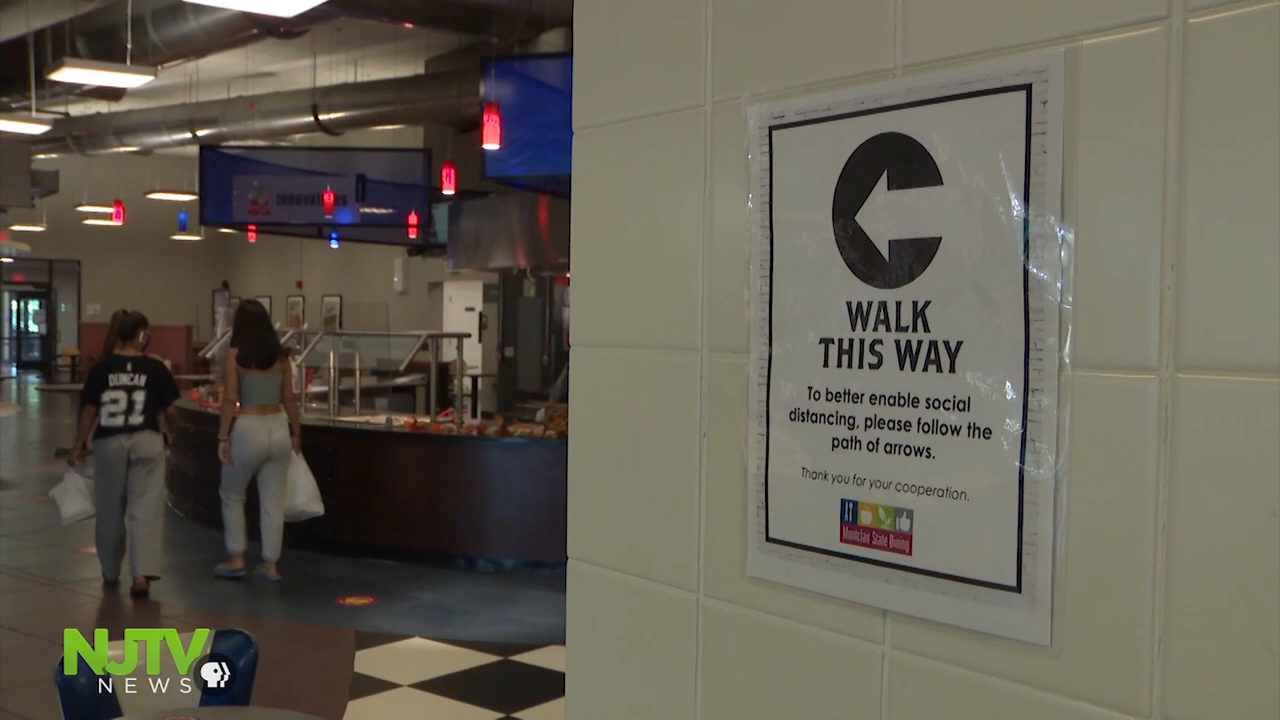 Innovations
DUNCAN
21
WALK
THIS WAY
To better enable social
distancing, please follow the
path of arrows.
Thank you for your cooperation.
Montclair State Dining
NJTV
NEWS